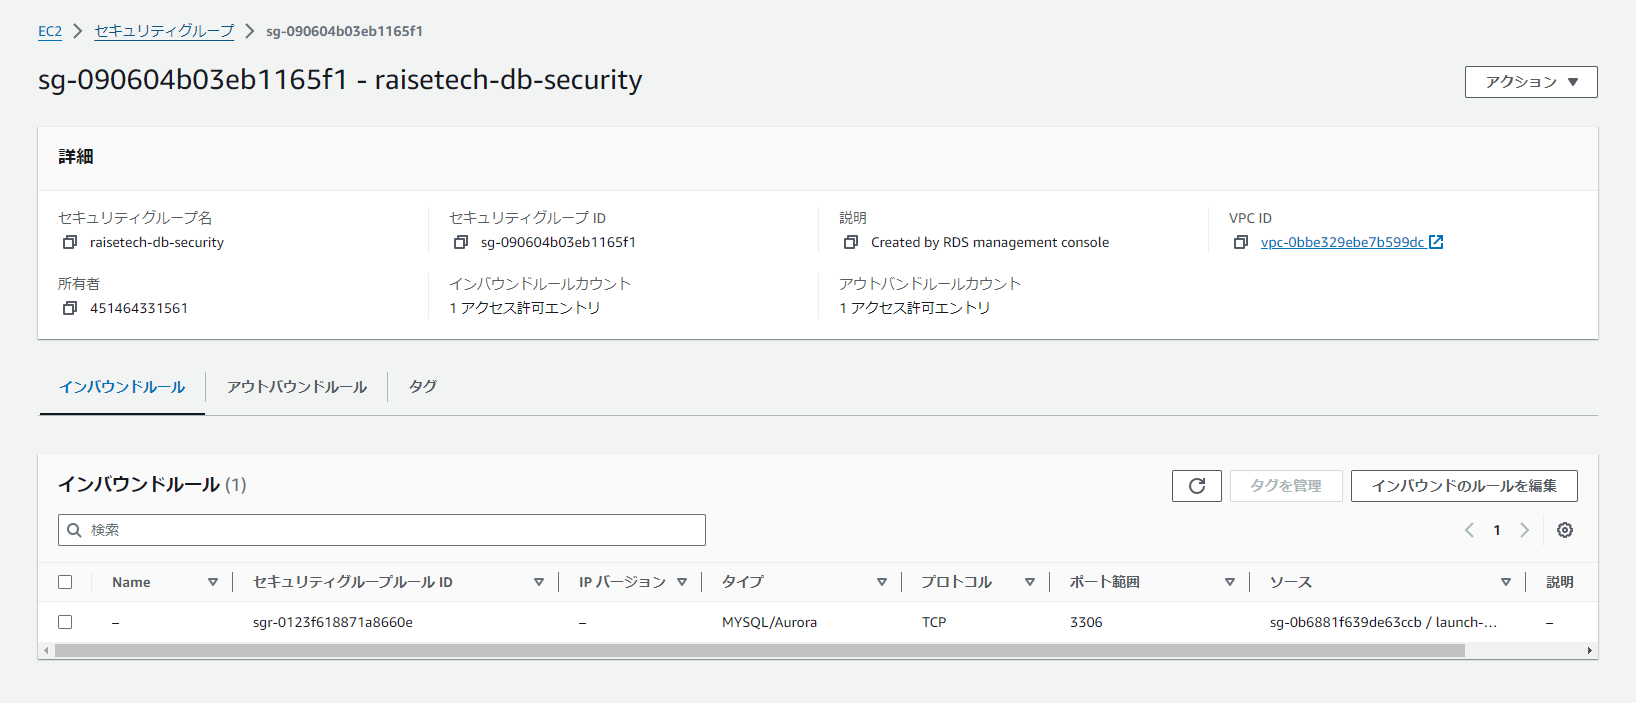 EC2 > セキュリティグループ > sg-090604b03eb1165f1
sg-090604b03eb1165f1 - raisetech-db-security
アクション ▼
詳細
セキュリティグループ名
raisetech-db-security
セキュリティグループ ID
sg-090604b03eb1165f1
説明
Created by RDS management console
VPC ID
vpc-0bbe329ebe7b599dc
所有者
451464331561
インバウンドルールカウント
1 アクセス許可エントリ
アウトバンドルールカウント
1 アクセス許可エントリ
インバウンドルール アウトバウンドルール タグ
インバウンドルール (1)
タグを管理 インバウンドのルールを編集
検索
1
Name セキュリティグループルール ID IP バージョン タイプ プロトコル ポート範囲 ソース 説明
– sgr-0123f618871a8660e – MYSQL/Aurora TCP 3306 sg-0b6881f639de63ccb / launch-... –